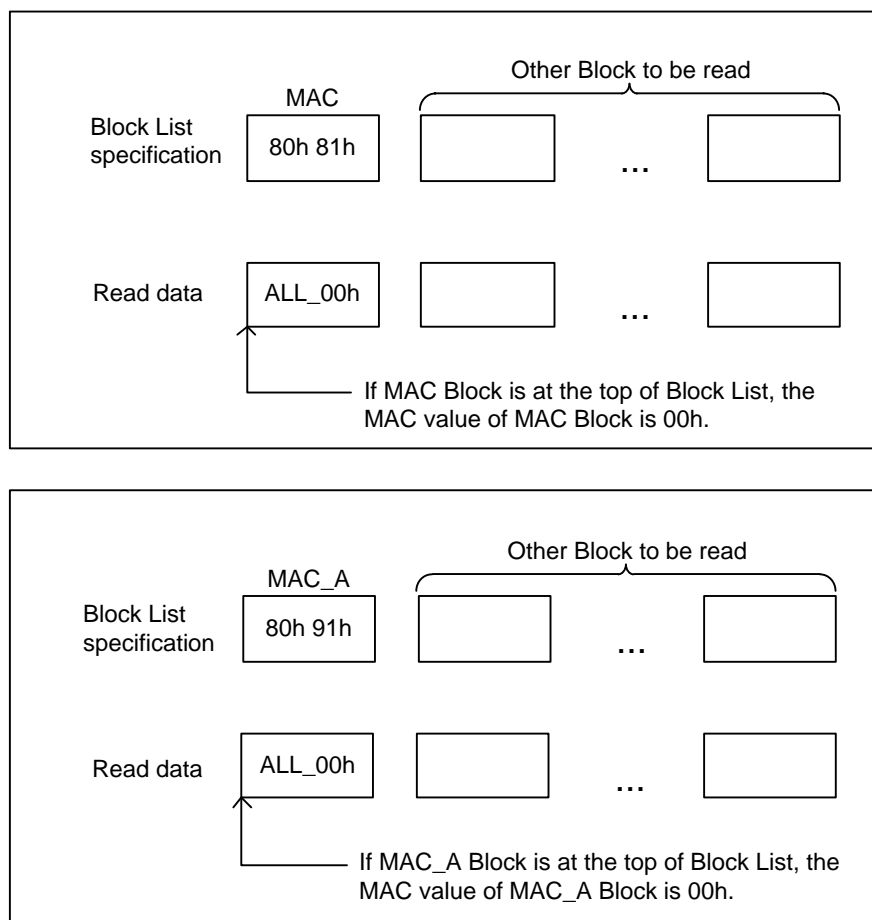 Other Block to be read
MAC
Block List
specification
80h 81h
...
Read data
ALL_00h
...
If MAC Block is at the top of Block List, the
MAC value of MAC Block is 00h.
Other Block to be read
MAC_A
Block List
specification
80h 91h
...
Read data
ALL_00h
...
If MAC_A Block is at the top of Block List, the
MAC value of MAC_A Block is 00h.